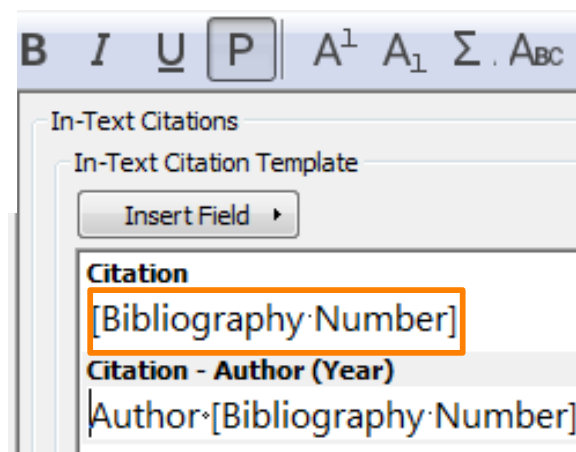 B I U P A1 A1 Σ . ABC
In-Text Citations
In-Text Citation Template
Insert Field
Citation
[Bibliography·Number]
Citation - Author (Year)
Author·[Bibliography·Number]